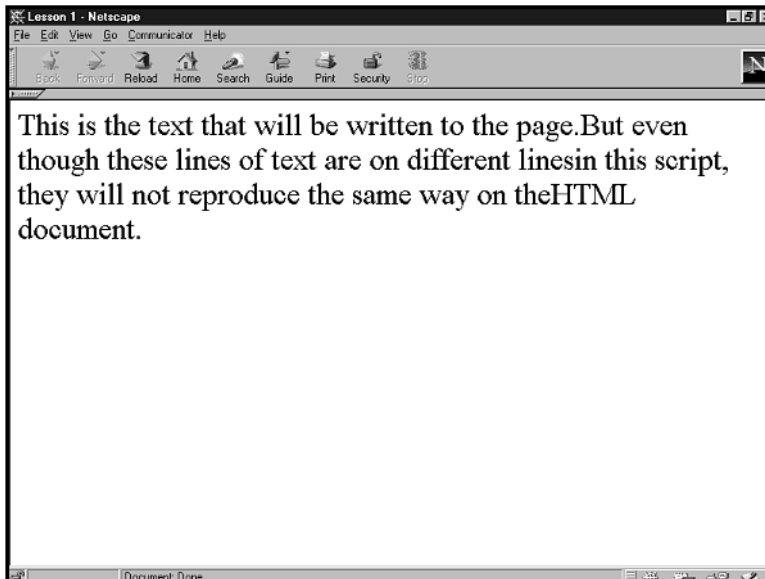 Lesson 1 - Netscape
File Edit View Go Communicator Help
Back Forward Reload Home Search Guide Print Security Stop
N
This is the text that will be written to the page.But even
though these lines of text are on different linesin this script,
they will not reproduce the same way on theHTML
document.
Document: Done